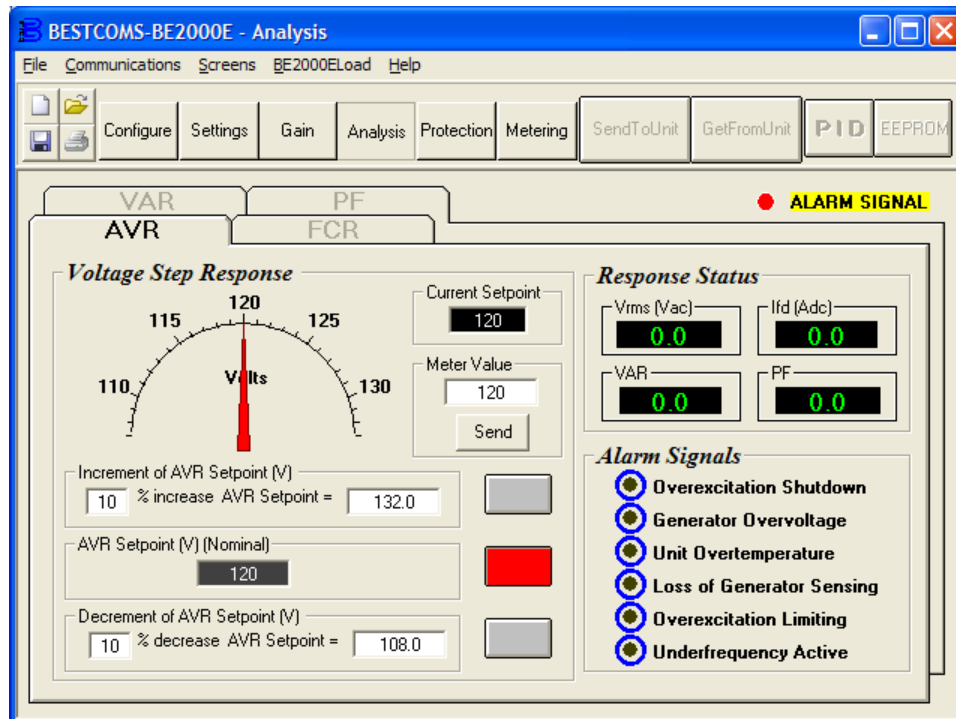 BESTCOMS-BE2000E - Analysis
File Communications Screens BE2000ELoad Help
Configure Settings Gain Analysis Protection Metering SendToUnit GetFromUnit PID EEPROM
VAR PF
ALARM SIGNAL
AVR FCR
Voltage Step Response
110 115 120 125 130
Volts
Current Setpoint
120
Meter Value
120
Send
Increment of AVR Setpoint (V)
10 % increase AVR Setpoint = 132.0
AVR Setpoint (V) (Nominal)
120
Decrement of AVR Setpoint (V)
10 % decrease AVR Setpoint = 108.0
Response Status
Vrms (Vac) Ifd (Adc)
0.0 0.0
VAR PF
0.0 0.0
Alarm Signals
Overexcitation Shutdown
Generator Overvoltage
Unit Overtemperature
Loss of Generator Sensing
Overexcitation Limiting
Underfrequency Active